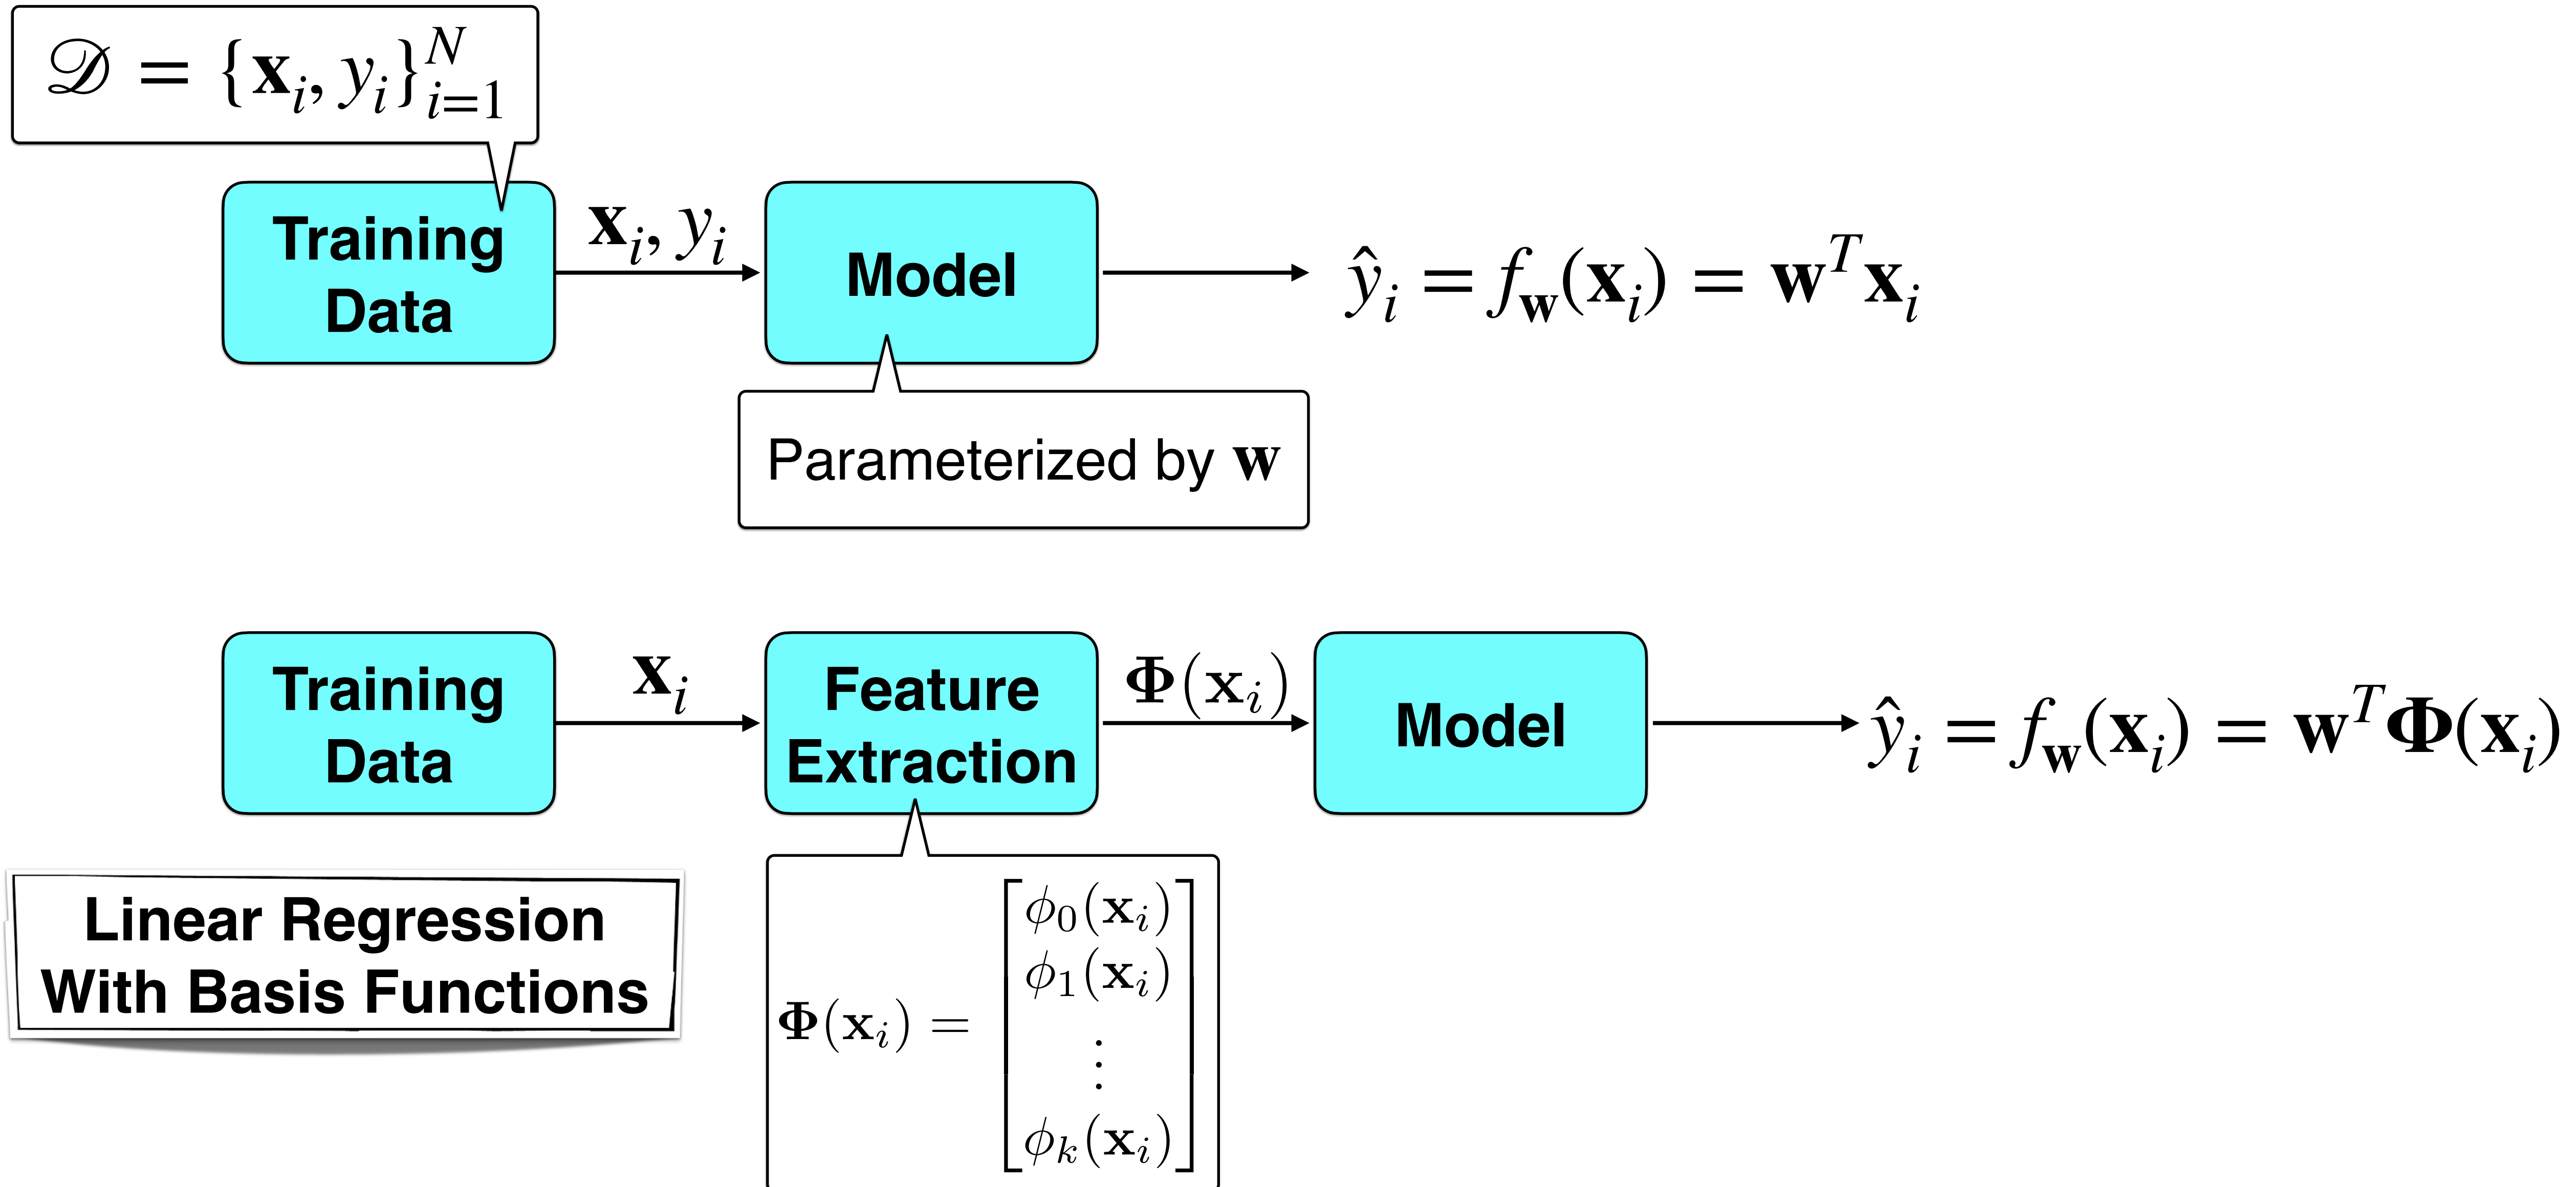 𝒟 = {𝐱ᵢ, yᵢ}ᵢ₌₁ᴺ
Training
Data
𝐱ᵢ, yᵢ
Model
ŷᵢ = f_𝐰(𝐱ᵢ) = 𝐰ᵀ𝐱ᵢ
Parameterized by 𝐰
Training
Data
𝐱ᵢ
Feature
Extraction
𝚽(𝐱ᵢ)
Model
ŷᵢ = f_𝐰(𝐱ᵢ) = 𝐰ᵀ𝚽(𝐱ᵢ)
Linear Regression
With Basis Functions
𝚽(𝐱ᵢ) =
ϕ₀(𝐱ᵢ)
ϕ₁(𝐱ᵢ)
⋮
ϕₖ(𝐱ᵢ)